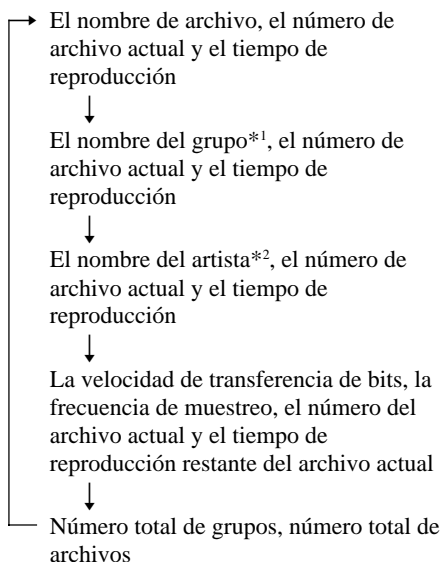 El nombre de archivo, el número de
archivo actual y el tiempo de
reproducción
El nombre del grupo*1, el número de
archivo actual y el tiempo de
reproducción
El nombre del artista*2, el número de
archivo actual y el tiempo de
reproducción
La velocidad de transferencia de bits, la
frecuencia de muestreo, el número del
archivo actual y el tiempo de
reproducción restante del archivo actual
Número total de grupos, número total de
archivos